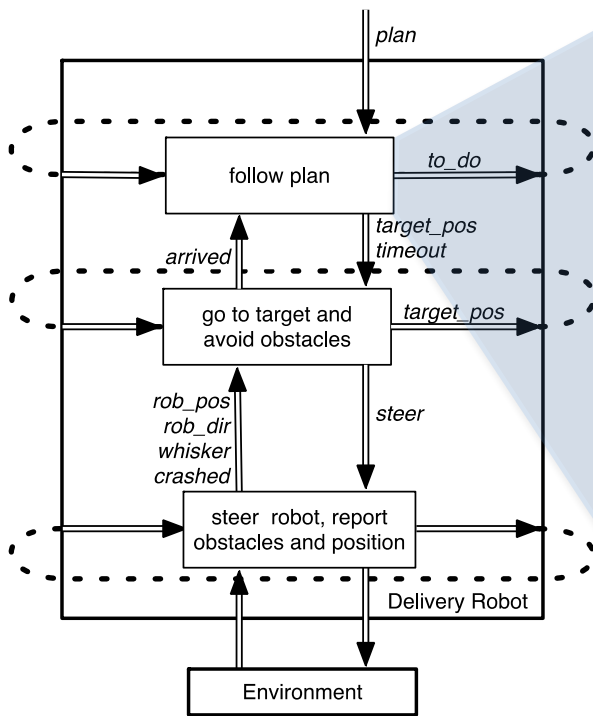 plan
follow plan
to_do
arrived
target_pos
timeout
go to target and
avoid obstacles
target_pos
rob_pos
rob_dir
whisker
crashed
steer
steer robot, report
obstacles and position
Delivery Robot
Environment